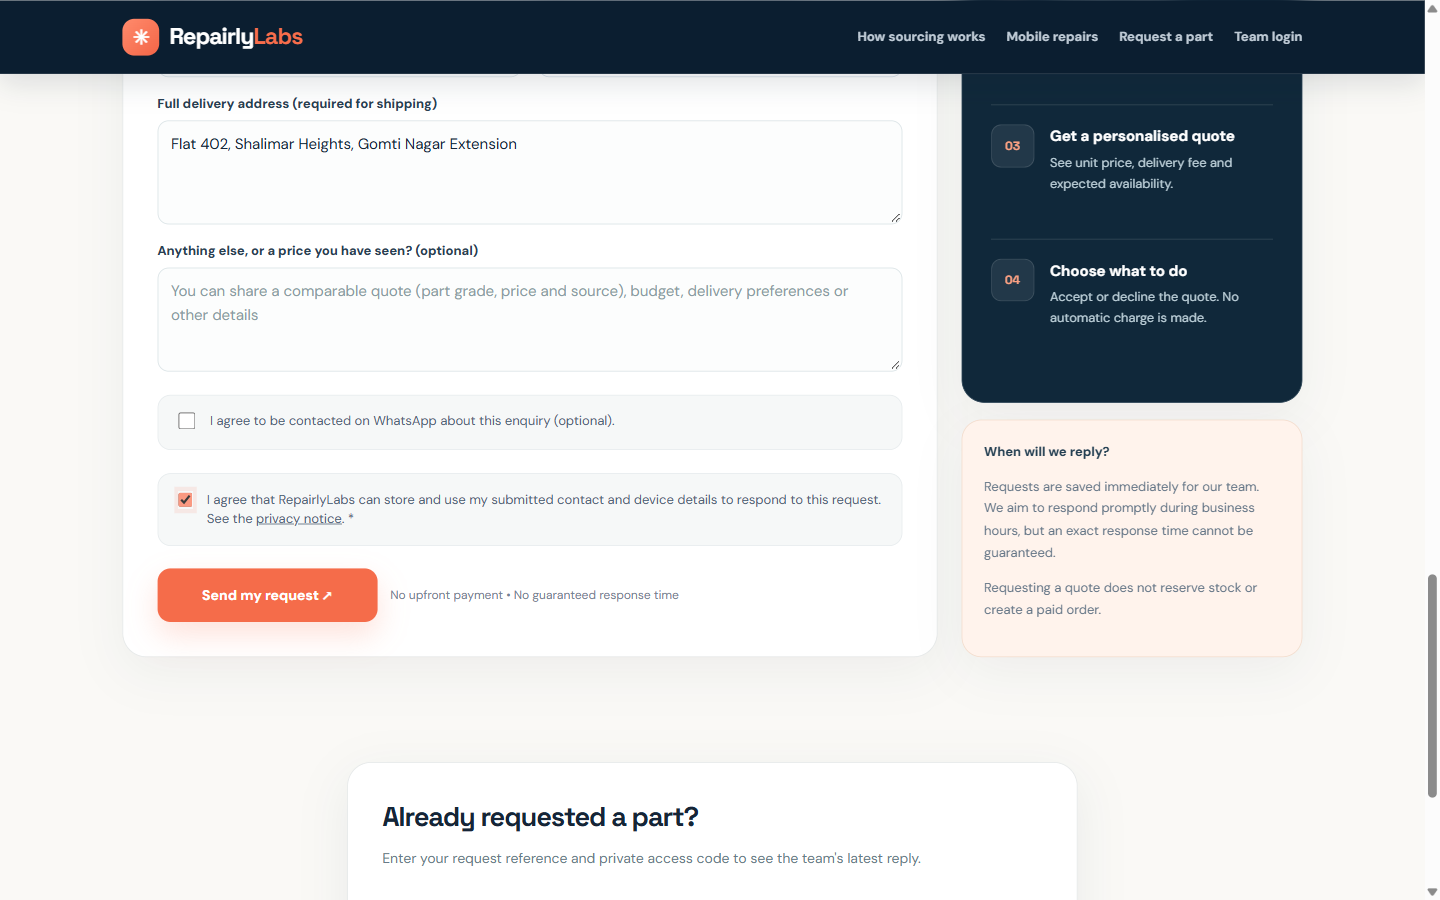 RepairlyLabs
How sourcing works
Mobile repairs
Request a part
Team login
Full delivery address (required for shipping)
Flat 402, Shalimar Heights, Gomti Nagar Extension
Anything else, or a price you have seen? (optional)
You can share a comparable quote (part grade, price and source), budget, delivery preferences or
other details
I agree to be contacted on WhatsApp about this enquiry (optional).
I agree that RepairlyLabs can store and use my submitted contact and device details to respond to this request.
See the privacy notice. *
Send my request ↗
No upfront payment • No guaranteed response time
03
Get a personalised quote
See unit price, delivery fee and
expected availability.
04
Choose what to do
Accept or decline the quote. No
automatic charge is made.
When will we reply?
Requests are saved immediately for our team.
We aim to respond promptly during business
hours, but an exact response time cannot be
guaranteed.
Requesting a quote does not reserve stock or
create a paid order.
Already requested a part?
Enter your request reference and private access code to see the team's latest reply.